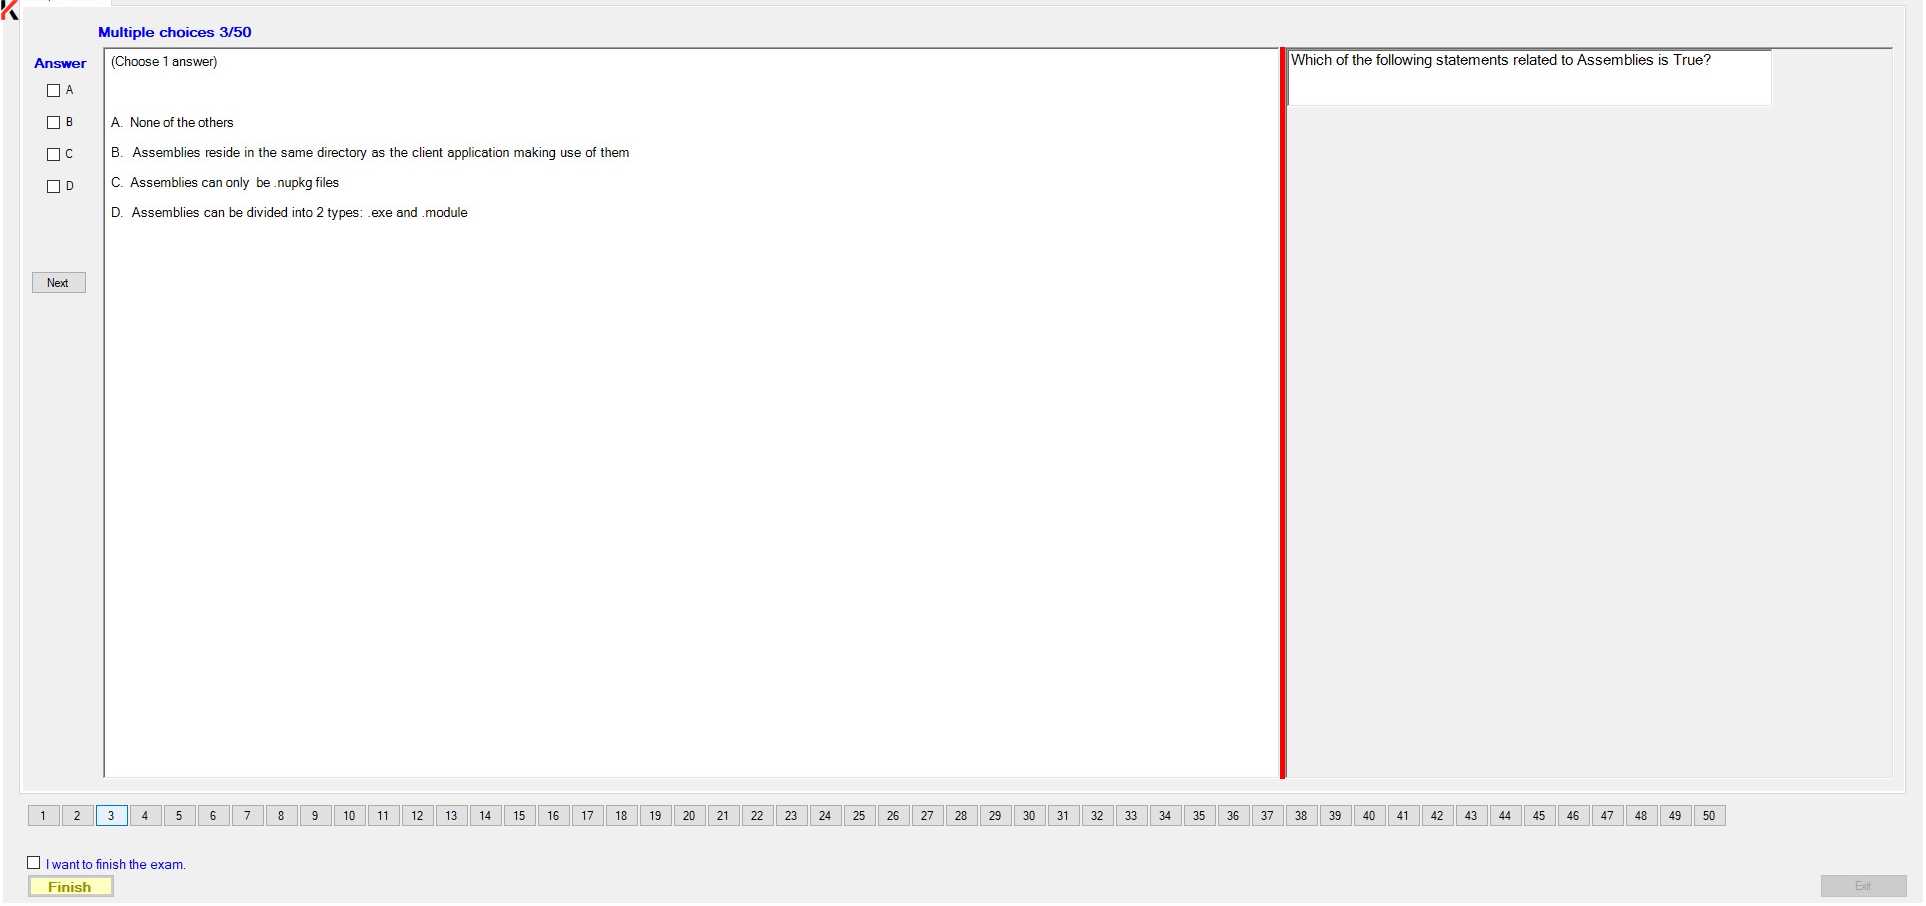 Multiple choices 3/50
Answer
A
B
C
D
Next
(Choose 1 answer)
A. None of the others
B. Assemblies reside in the same directory as the client application making use of them
C. Assemblies can only be .nupkg files
D. Assemblies can be divided into 2 types: .exe and .module
Which of the following statements related to Assemblies is True?
1 2 3 4 5 6 7 8 9 10 11 12 13 14 15 16 17 18 19 20 21 22 23 24 25 26 27 28 29 30 31 32 33 34 35 36 37 38 39 40 41 42 43 44 45 46 47 48 49 50
I want to finish the exam.
Finish
Exit